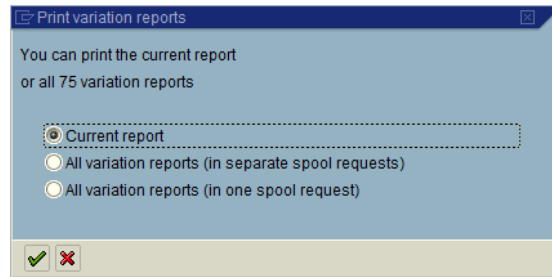 Print variation reports
You can print the current report
or all 75 variation reports
Current report
All variation reports (in separate spool requests)
All variation reports (in one spool request)